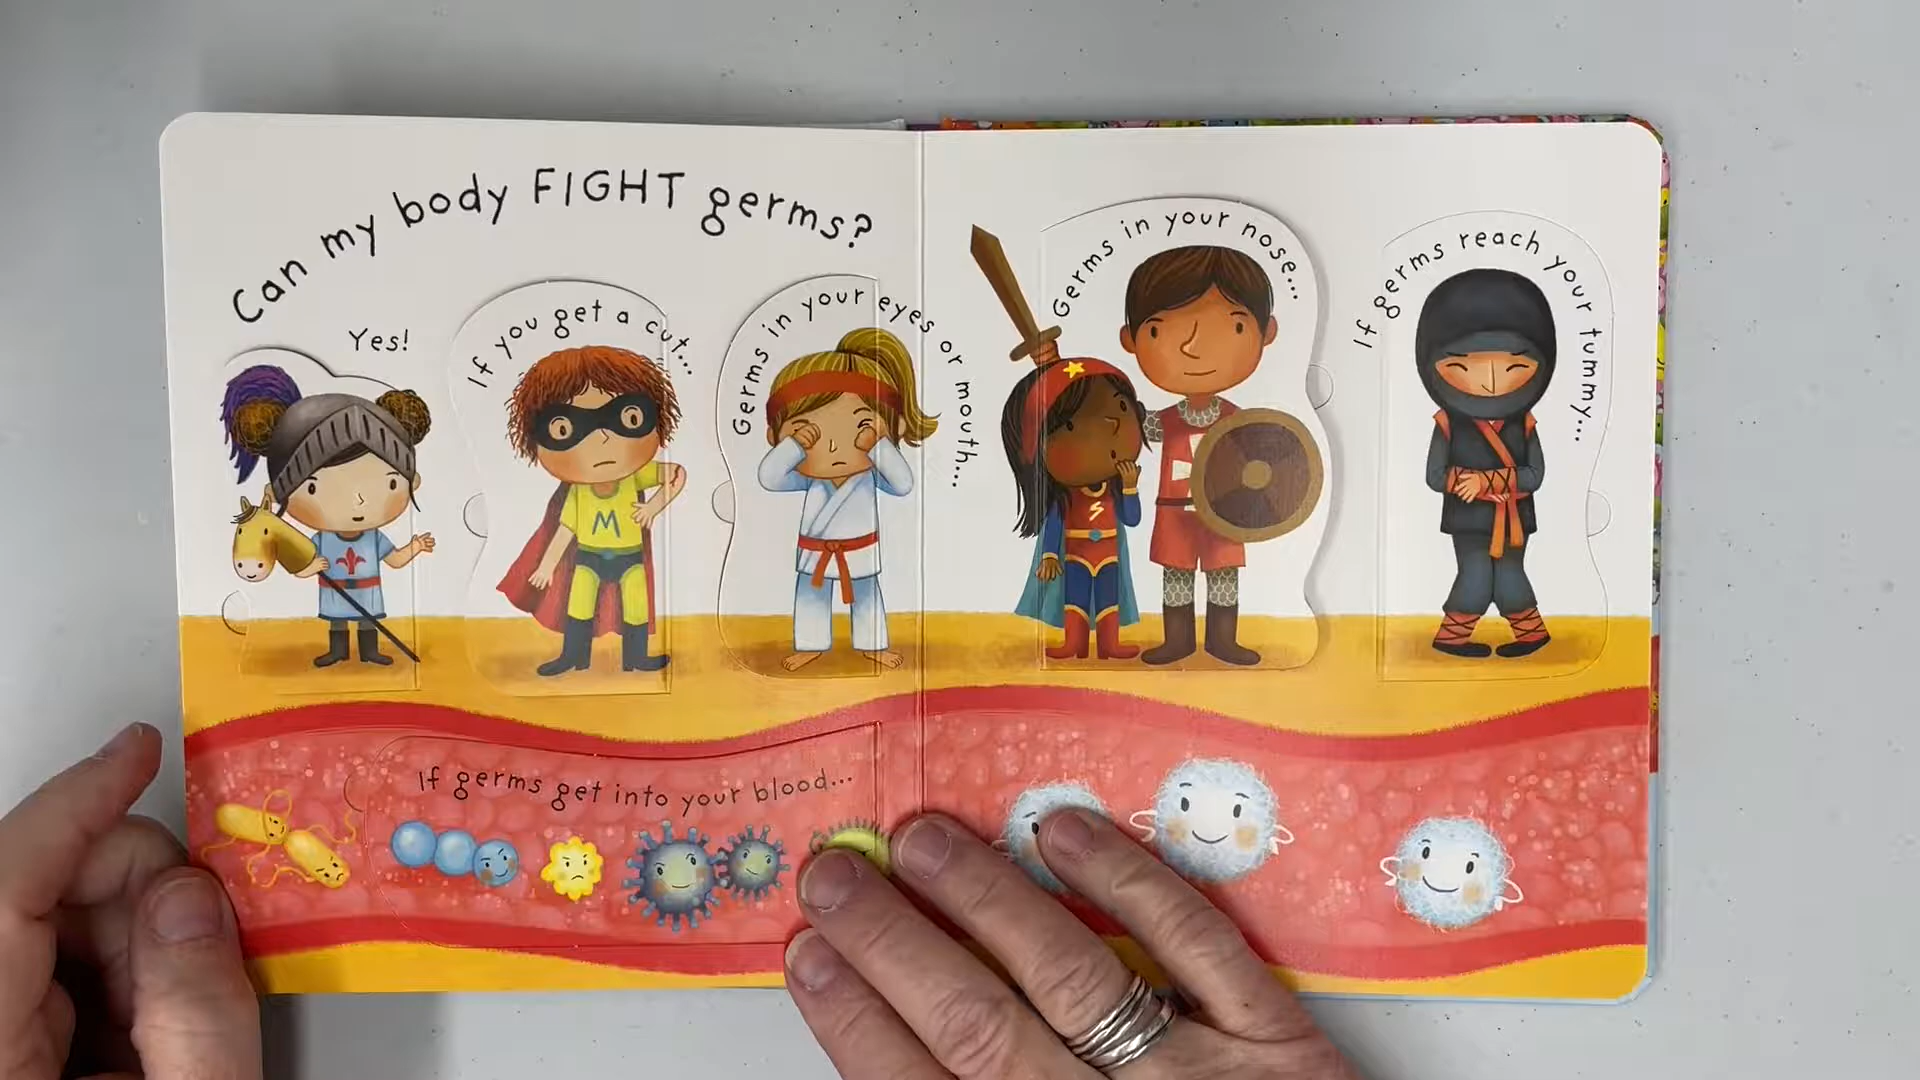 Can my body FIGHT germs?
Yes!
If you get a cut...
M
Germs in your eyes or mouth...
Germs in your nose...
If germs reach your tummy...
If germs get into your blood...